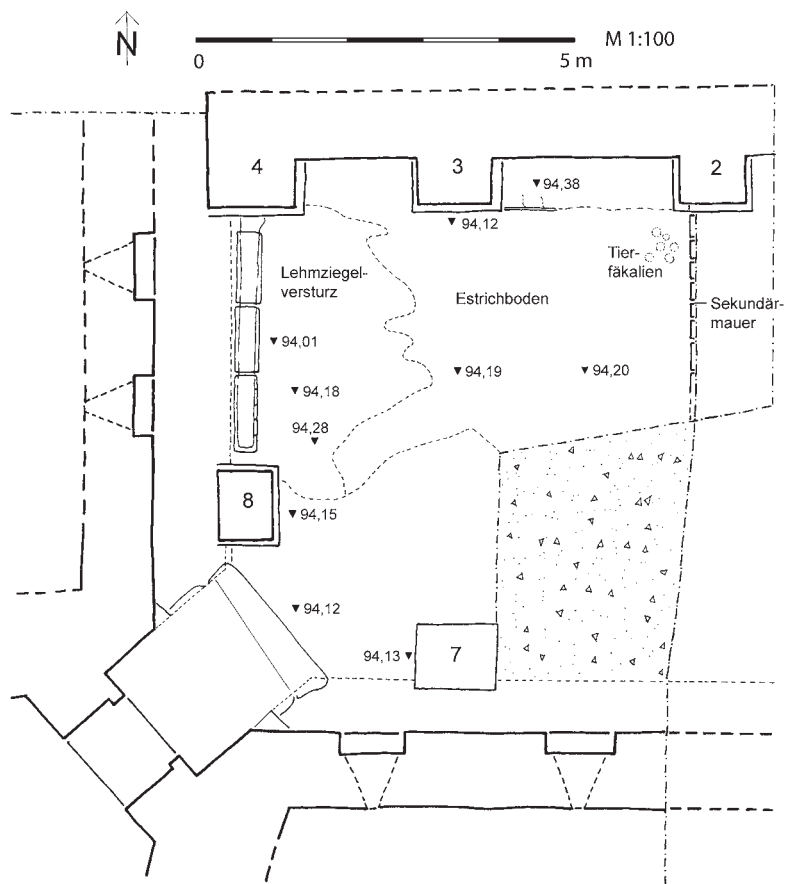 N
M 1:100
0
5 m
4
3
2
94,38
94,12
Tier-
fäkalien
Lehmziegel-
versturz
Estrichboden
Sekundär-
mauer
94,01
94,19
94,20
94,18
94,28
8
94,15
94,12
94,13
7